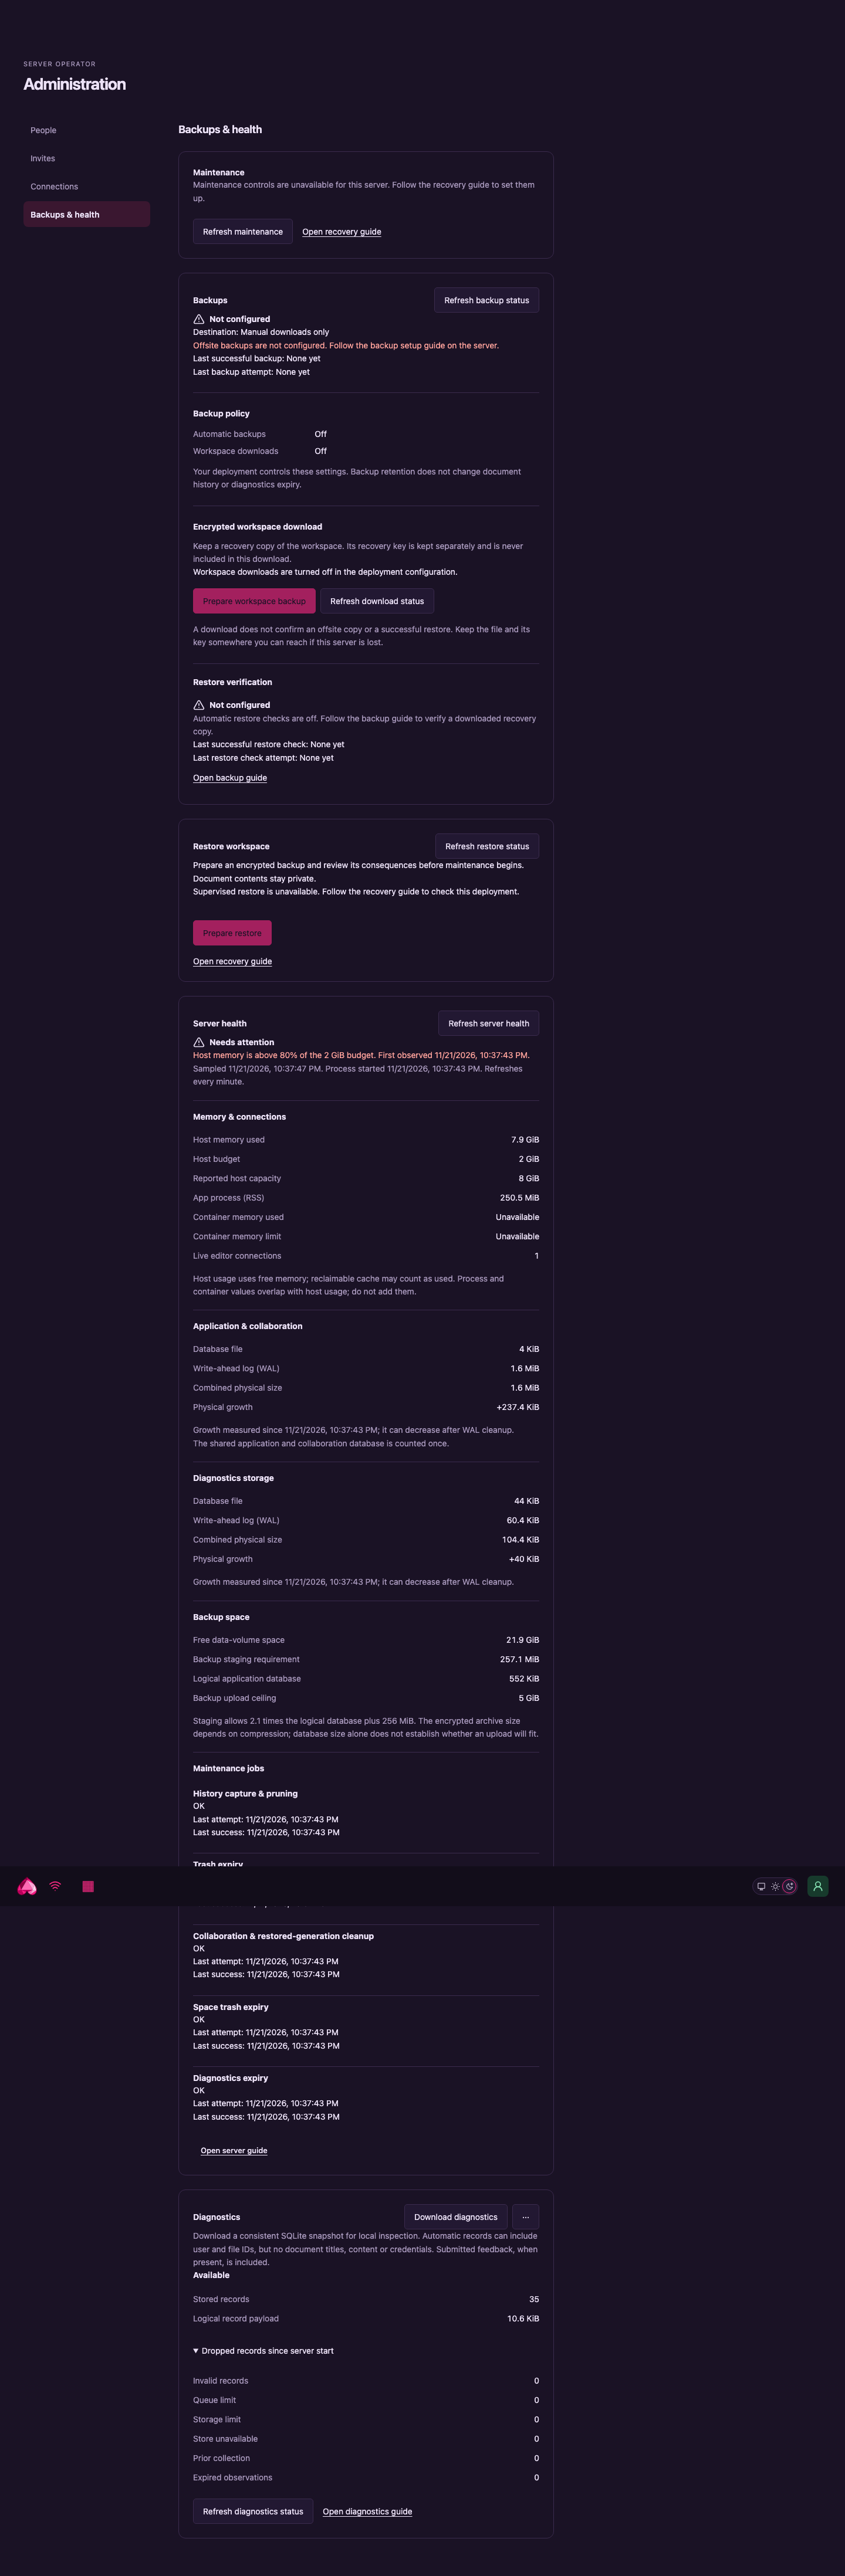 SERVER OPERATOR
Administration
People
Invites
Connections
Backups & health
Backups & health
Maintenance
Maintenance controls are unavailable for this server. Follow the recovery guide to set them
up.
Refresh maintenance
Open recovery guide
Backups
Refresh backup status
Not configured
Destination: Manual downloads only
Offsite backups are not configured. Follow the backup setup guide on the server.
Last successful backup: None yet
Last backup attempt: None yet
Backup policy
Automatic backups Off
Workspace downloads Off
Your deployment controls these settings. Backup retention does not change document
history or diagnostics expiry.
Encrypted workspace download
Keep a recovery copy of the workspace. Its recovery key is kept separately and is never
included in this download.
Workspace downloads are turned off in the deployment configuration.
Prepare workspace backup
Refresh download status
A download does not confirm an offsite copy or a successful restore. Keep the file and its
key somewhere you can reach if this server is lost.
Restore verification
Not configured
Automatic restore checks are off. Follow the backup guide to verify a downloaded recovery
copy.
Last successful restore check: None yet
Last restore check attempt: None yet
Open backup guide
Restore workspace
Refresh restore status
Prepare an encrypted backup and review its consequences before maintenance begins.
Document contents stay private.
Supervised restore is unavailable. Follow the recovery guide to check this deployment.
Prepare restore
Open recovery guide
Server health
Refresh server health
Needs attention
Host memory is above 80% of the 2 GiB budget. First observed 11/21/2026, 10:37:43 PM.
Sampled 11/21/2026, 10:37:47 PM. Process started 11/21/2026, 10:37:43 PM. Refreshes
every minute.
Memory & connections
Host memory used 7.9 GiB
Host budget 2 GiB
Reported host capacity 8 GiB
App process (RSS) 250.5 MiB
Container memory used Unavailable
Container memory limit Unavailable
Live editor connections 1
Host usage uses free memory; reclaimable cache may count as used. Process and
container values overlap with host usage; do not add them.
Application & collaboration
Database file 4 KiB
Write-ahead log (WAL) 1.6 MiB
Combined physical size 1.6 MiB
Physical growth +237.4 KiB
Growth measured since 11/21/2026, 10:37:43 PM; it can decrease after WAL cleanup.
The shared application and collaboration database is counted once.
Diagnostics storage
Database file 44 KiB
Write-ahead log (WAL) 60.4 KiB
Combined physical size 104.4 KiB
Physical growth +40 KiB
Growth measured since 11/21/2026, 10:37:43 PM; it can decrease after WAL cleanup.
Backup space
Free data-volume space 21.9 GiB
Backup staging requirement 257.1 MiB
Logical application database 552 KiB
Backup upload ceiling 5 GiB
Staging allows 2.1 times the logical database plus 256 MiB. The encrypted archive size
depends on compression; database size alone does not establish whether an upload will fit.
Maintenance jobs
History capture & pruning
OK
Last attempt: 11/21/2026, 10:37:43 PM
Last success: 11/21/2026, 10:37:43 PM
Trash expiry
Collaboration & restored-generation cleanup
OK
Last attempt: 11/21/2026, 10:37:43 PM
Last success: 11/21/2026, 10:37:43 PM
Space trash expiry
OK
Last attempt: 11/21/2026, 10:37:43 PM
Last success: 11/21/2026, 10:37:43 PM
Diagnostics expiry
OK
Last attempt: 11/21/2026, 10:37:43 PM
Last success: 11/21/2026, 10:37:43 PM
Open server guide
Diagnostics
Download diagnostics
...
Download a consistent SQLite snapshot for local inspection. Automatic records can include
user and file IDs, but no document titles, content or credentials. Submitted feedback, when
present, is included.
Available
Stored records 35
Logical record payload 10.6 KiB
Dropped records since server start
Invalid records 0
Queue limit 0
Storage limit 0
Store unavailable 0
Prior collection 0
Expired observations 0
Refresh diagnostics status
Open diagnostics guide